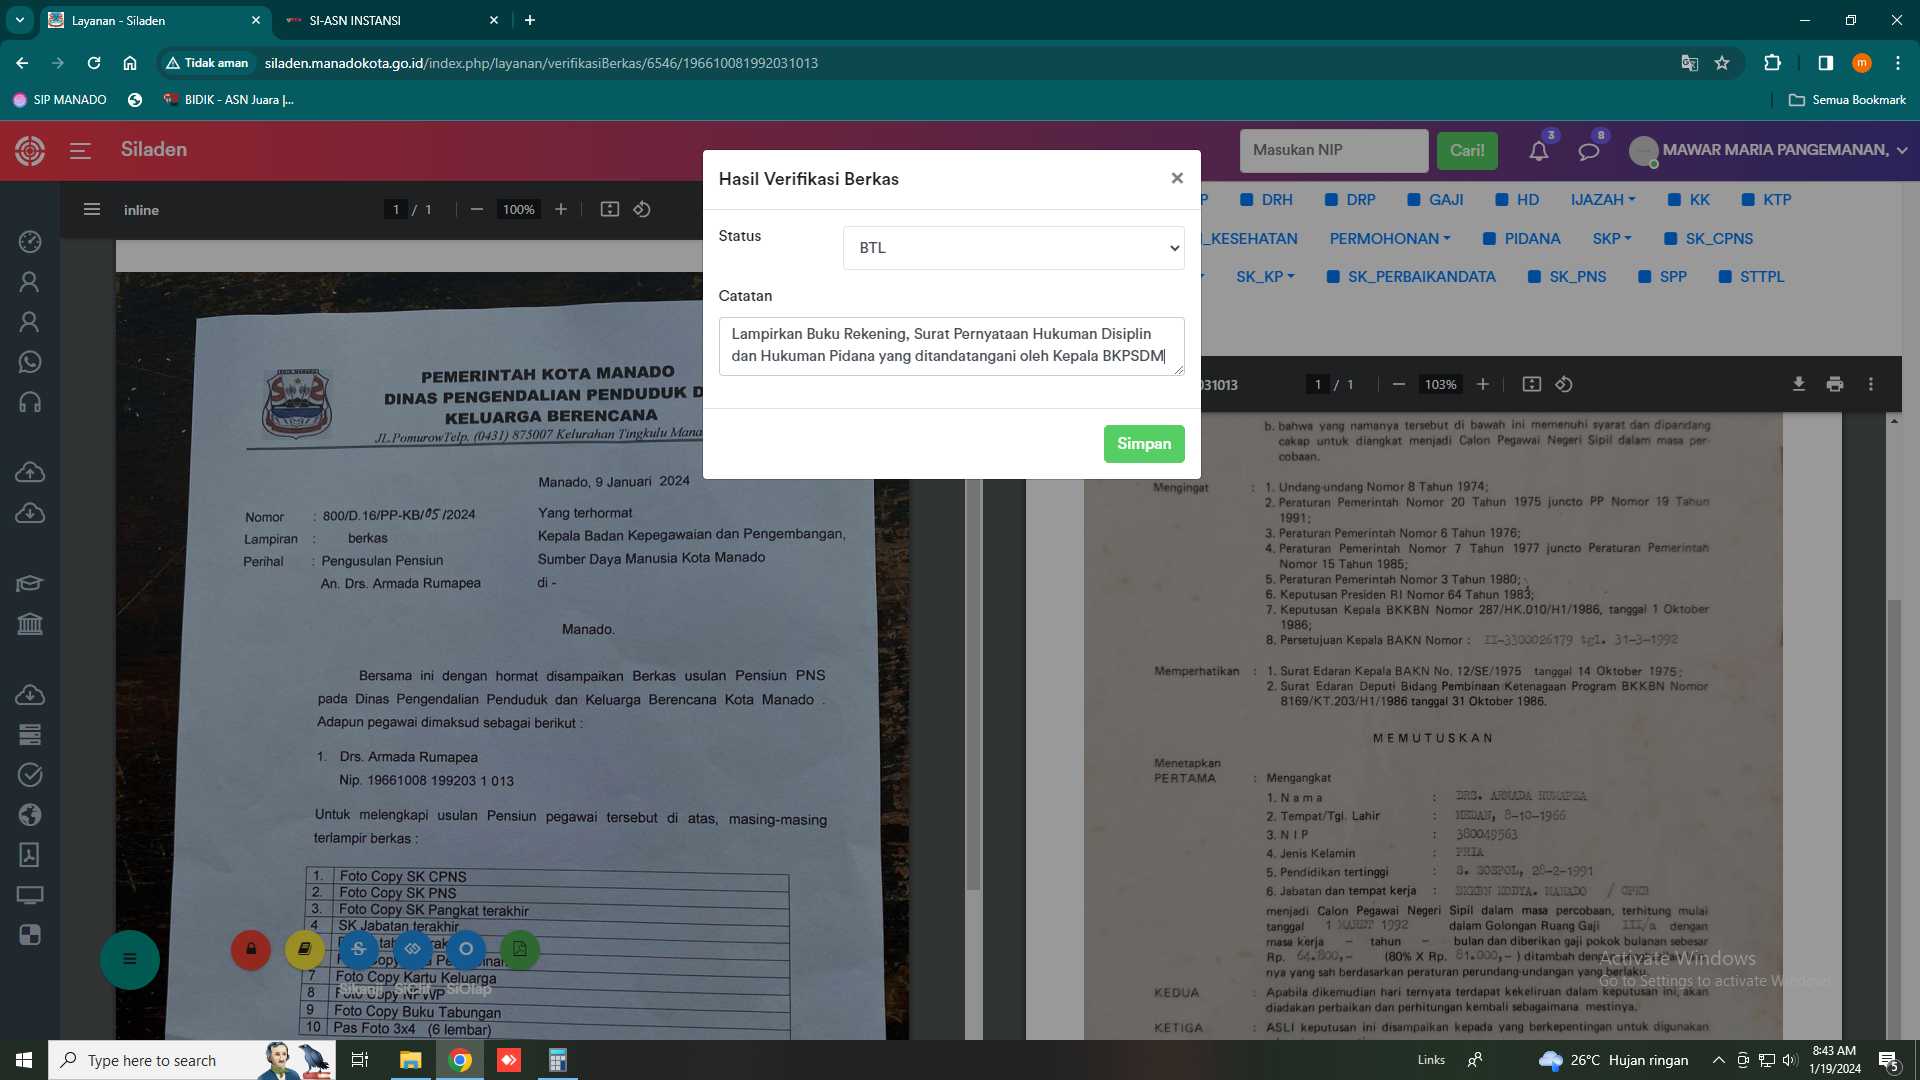 Layanan - Siladen
SI-ASN INSTANSI
Tidak aman
siladen.manadokota.go.id/index.php/layanan/verifikasiBerkas/6546/196610081992031013
SIP MANADO
BIDIK - ASN Juara |...
Semua Bookmark
Siladen
Masukan NIP
Cari!
3
8
MAWAR MARIA PANGEMANAN,
inline
1 / 1
100%
P
DRH
DRP
GAJI
HD
IJAZAH
KK
KTP
_KESEHATAN
PERMOHONAN
PIDANA
SKP
SK_CPNS
SK_KP
SK_PERBAIKANDATA
SK_PNS
SPP
STTPL
Hasil Verifikasi Berkas
×
Status
BTL
Catatan
Lampirkan Buku Rekening, Surat Pernyataan Hukuman Disiplin
dan Hukuman Pidana yang ditandatangani oleh Kepala BKPSDM
Simpan
PEMERINTAH KOTA MANADO
DINAS PENGENDALIAN PENDUDUK D
KELUARGA BERENCANA
JL.PomurowTelp. (0431) 875007 Kelurahan Tingkulu Mana
Manado, 9 Januari 2024
Nomor : 800/D.16/PP-KB/05/2024
Lampiran : berkas
Perihal : Pengusulan Pensiun
An. Drs. Armada Rumapea
Yang terhormat
Kepala Badan Kepegawaian dan Pengembangan,
Sumber Daya Manusia Kota Manado
di -
Manado.
Bersama ini dengan hormat disampaikan Berkas usulan Pensiun PNS
pada Dinas Pengendalian Penduduk dan Keluarga Berencana Kota Manado .
Adapun pegawai dimaksud sebagai berikut :
1. Drs. Armada Rumapea
Nip. 19661008 199203 1 013
Untuk melengkapi usulan Pensiun pegawai tersebut di atas, masing-masing
terlampir berkas :
1. Foto Copy SK CPNS
2. Foto Copy SK PNS
3. Foto Copy SK Pangkat terakhir
4 SK Jabatan terakhir
7 Foto Copy Kartu Keluarga
8 Foto Copy NPWP
9 Foto Copy Buku Tabungan
10 Pas Foto 3x4 (6 lembar)
SiOlap
031013
1 / 1
103%
b. bahwa yang namanya tersebut di bawah ini memenuhi syarat dan dipandang
cakap untuk diangkat menjadi Calon Pegawai Negeri Sipil dalam masa per-
cobaan.
Mengingat : 1. Undang-undang Nomor 8 Tahun 1974;
2. Peraturan Pemerintah Nomor 20 Tahun 1975 juncto PP Nomor 19 Tahun
1991;
3. Peraturan Pemerintah Nomor 6 Tahun 1976;
4. Peraturan Pemerintah Nomor 7 Tahun 1977 juncto Peraturan Pemerintah
Nomor 15 Tahun 1985;
5. Peraturan Pemerintah Nomor 3 Tahun 1980;
6. Keputusan Presiden RI Nomor 64 Tahun 1983;
7. Keputusan Kepala BKKBN Nomor 287/HK.010/H1/1986, tanggal 1 Oktober
1986;
8. Persetujuan Kepala BAKN Nomor : II-3300026179 tgl. 31-3-1992
Memperhatikan : 1. Surat Edaran Kepala BAKN No. 12/SE/1975 tanggal 14 Oktober 1975;
2. Surat Edaran Deputi Bidang Pembinaan Ketenagaan Program BKKBN Nomor
8169/KT.203/H1/1986 tanggal 31 Oktober 1986.
MEMUTUSKAN
Menetapkan
PERTAMA : Mengangkat
1. Nama : DRS. ARMADA RUMAPEA
2. Tempat/Tgl. Lahir : MEDAN, 8-10-1966
3. NIP : 380049563
4. Jenis Kelamin : PRIA
5. Pendidikan tertinggi : S. SOSPOL, 28-2-1991
6. Jabatan dan tempat kerja : MANADO
menjadi Calon Pegawai Negeri Sipil dalam masa percobaan, terhitung mulai
tanggal 1 MARET 1992 dalam Golongan Ruang Gaji III/a dengan
masa kerja - tahun - bulan dan diberikan gaji pokok bulanan sebesar
Rp. 64.800,- (80% X Rp. 81.000,-) ditambah
nya yang sah berdasarkan peraturan perundang-undangan yang berlaku.
KEDUA : Apabila dikemudian hari ternyata terdapat kekeliruan dalam keputusan ini, akan
diadakan perbaikan dan perhitungan kembali sebagaimana mestinya.
KETIGA : ASLI keputusan ini disampaikan kepada yang berkepentingan untuk digunakan
Activate Windows
Go to Settings to activate Windows.
Type here to search
Links
26°C Hujan ringan
8:43 AM
1/19/2024
5